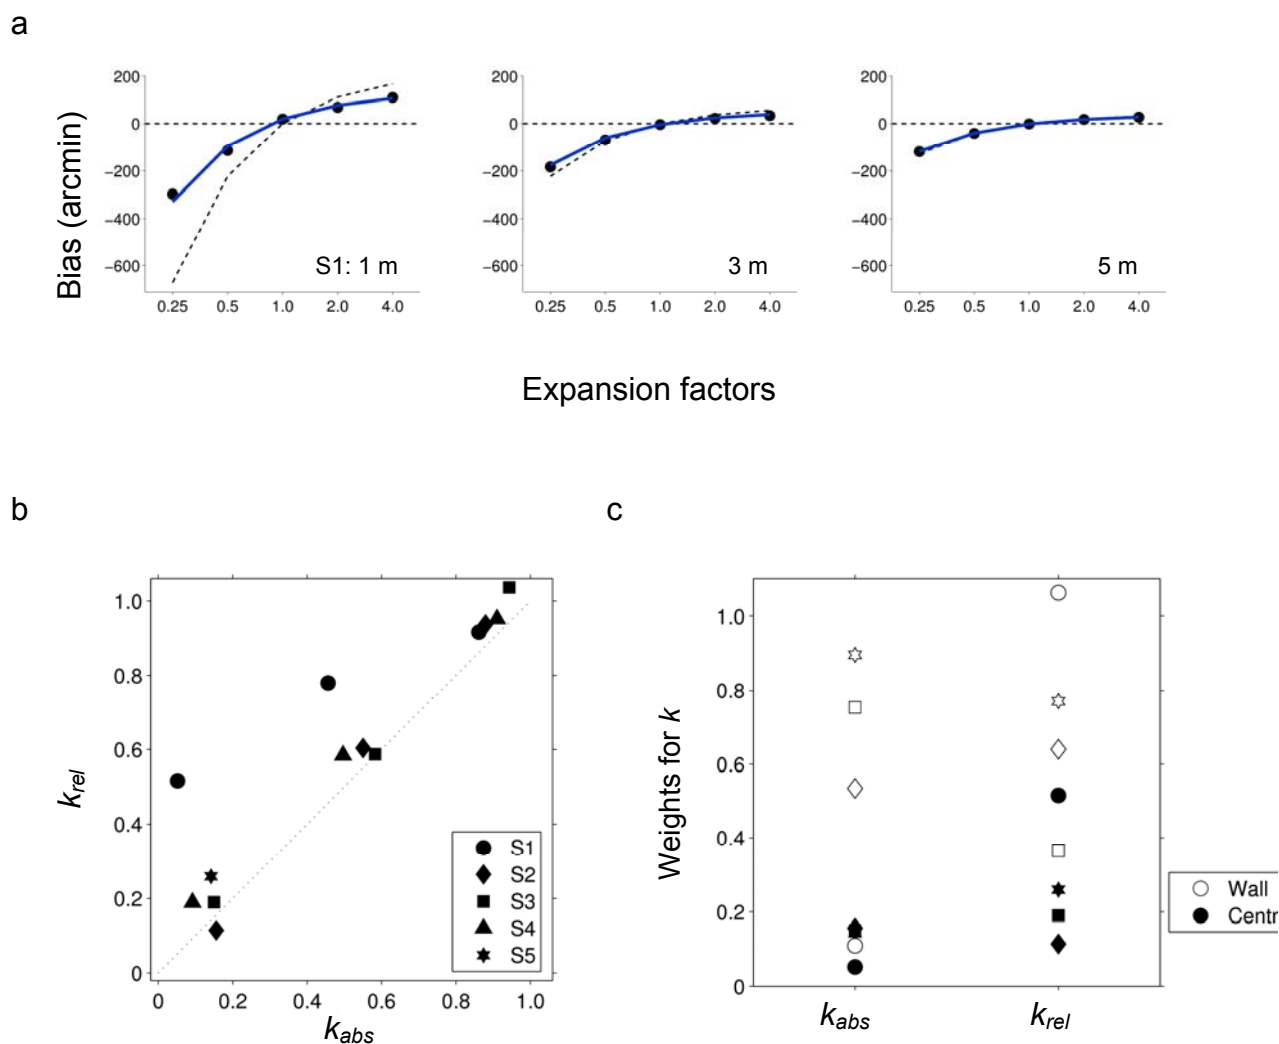 a
Bias (arcmin)
200
0
−200
−400
−600
S1: 1 m
0.25 0.5 1.0 2.0 4.0
200
0
−200
−400
−600
3 m
0.25 0.5 1.0 2.0 4.0
200
0
−200
−400
−600
5 m
0.25 0.5 1.0 2.0 4.0
Expansion factors
b
k_rel
1.0
0.8
0.6
0.4
0.2
0
S1
S2
S3
S4
S5
0 0.2 0.4 0.6 0.8 1.0
k_abs
c
Weights for k
1.0
0.8
0.6
0.4
0.2
0
k_abs k_rel
Wall
Centr